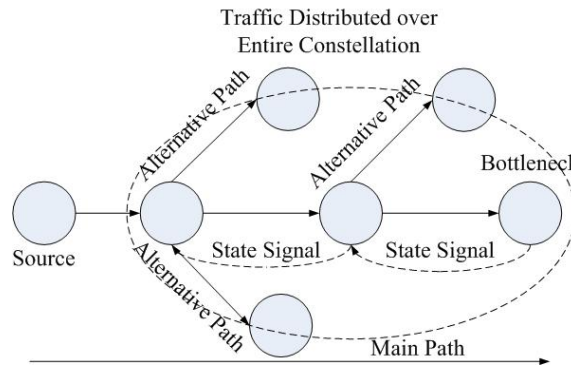 Traffic Distributed over
Entire Constellation
Alternative Path
Alternative Path
Bottleneck
Source
State Signal
State Signal
Alternative Path
Main Path